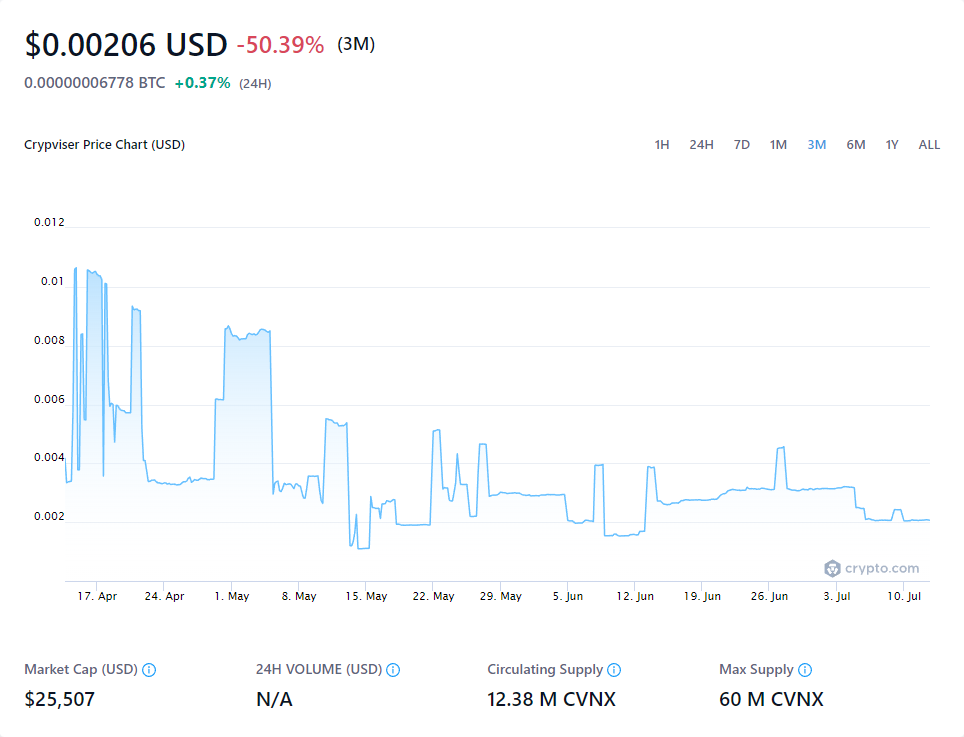 $0.00206 USD -50.39% (3M)
0.00000006778 BTC +0.37% (24H)
Crypviser Price Chart (USD) 1H 24H 7D 1M 3M 6M 1Y ALL
0.012
0.01
0.008
0.006
0.004
0.002
crypto.com
17. Apr 24. Apr 1. May 8. May 15. May 22. May 29. May 5. Jun 12. Jun 19. Jun 26. Jun 3. Jul 10. Jul
Market Cap (USD) 24H VOLUME (USD) Circulating Supply Max Supply
$25,507 N/A 12.38 M CVNX 60 M CVNX